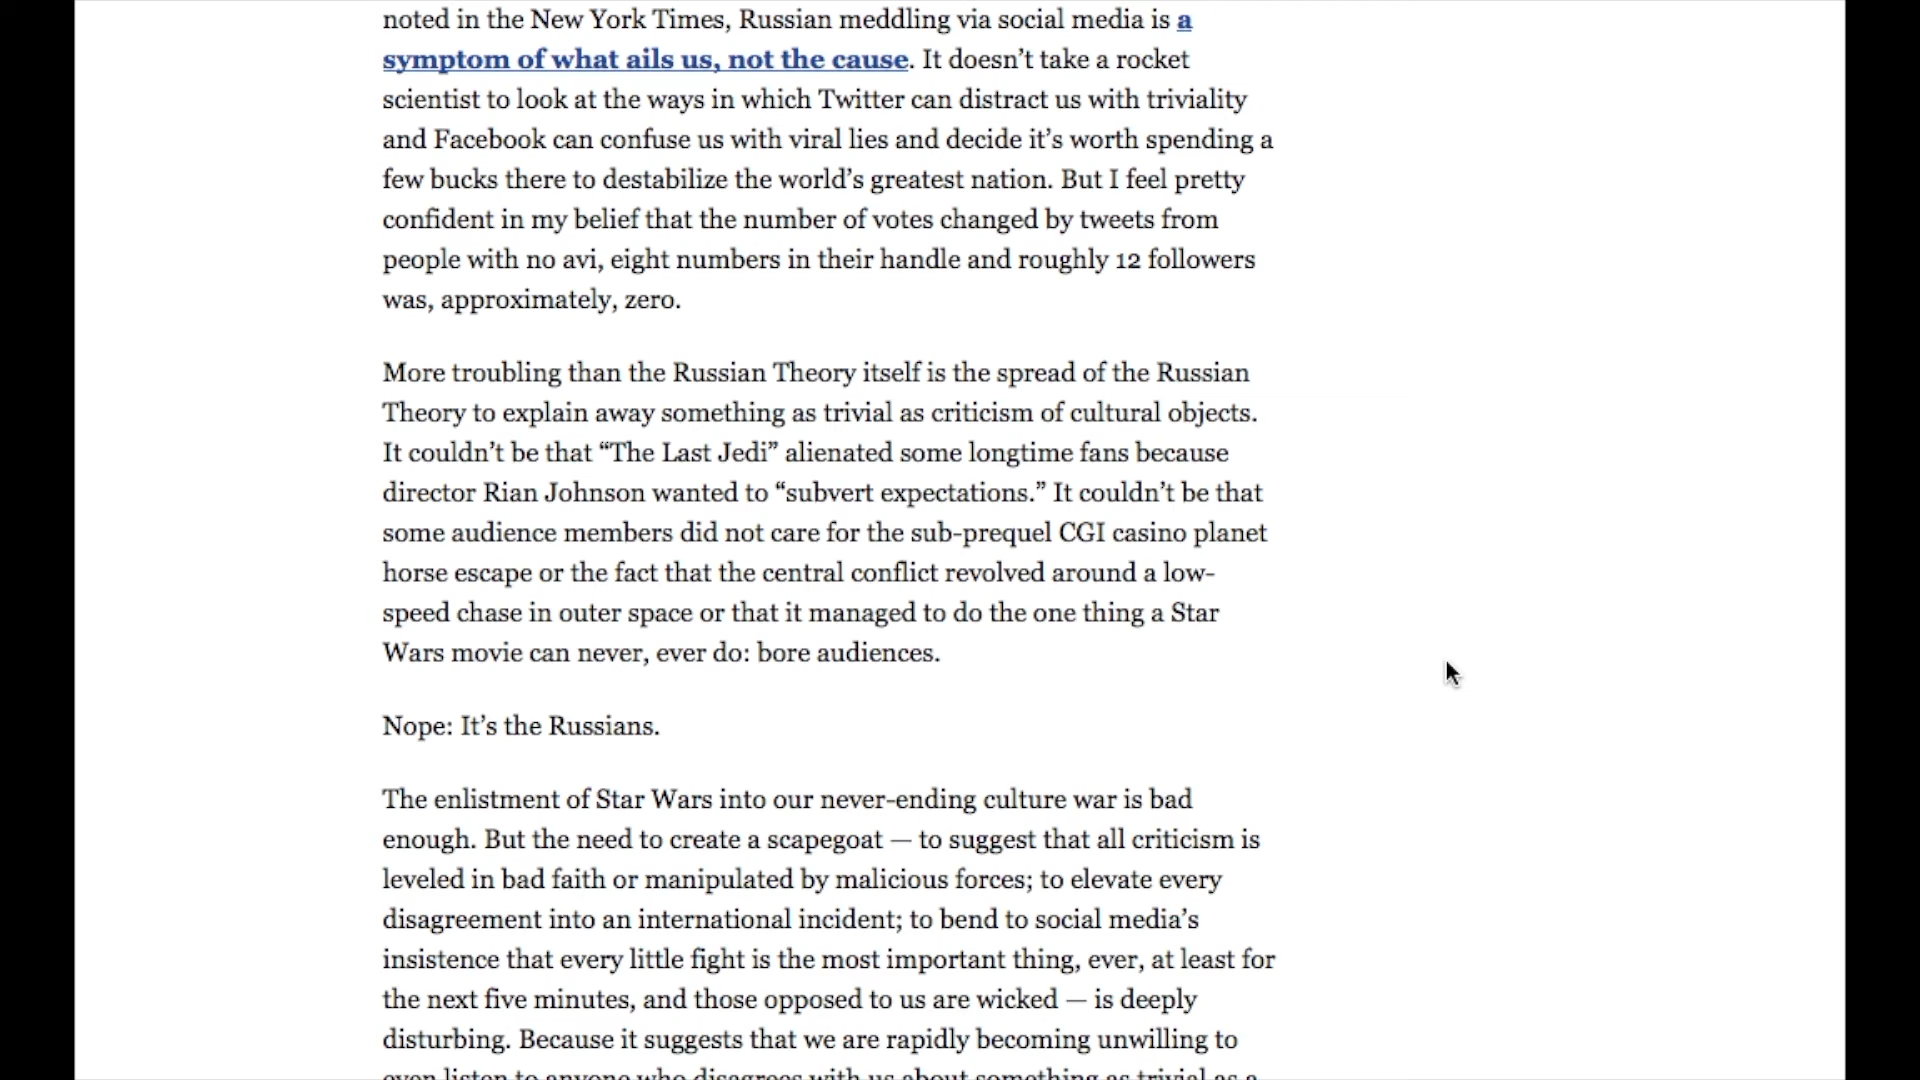 noted in the New York Times, Russian meddling via social media is a
symptom of what ails us, not the cause. It doesn’t take a rocket
scientist to look at the ways in which Twitter can distract us with triviality
and Facebook can confuse us with viral lies and decide it’s worth spending a
few bucks there to destabilize the world’s greatest nation. But I feel pretty
confident in my belief that the number of votes changed by tweets from
people with no avi, eight numbers in their handle and roughly 12 followers
was, approximately, zero.
More troubling than the Russian Theory itself is the spread of the Russian
Theory to explain away something as trivial as criticism of cultural objects.
It couldn’t be that “The Last Jedi” alienated some longtime fans because
director Rian Johnson wanted to “subvert expectations.” It couldn’t be that
some audience members did not care for the sub-prequel CGI casino planet
horse escape or the fact that the central conflict revolved around a low-
speed chase in outer space or that it managed to do the one thing a Star
Wars movie can never, ever do: bore audiences.
Nope: It’s the Russians.
The enlistment of Star Wars into our never-ending culture war is bad
enough. But the need to create a scapegoat — to suggest that all criticism is
leveled in bad faith or manipulated by malicious forces; to elevate every
disagreement into an international incident; to bend to social media’s
insistence that every little fight is the most important thing, ever, at least for
the next five minutes, and those opposed to us are wicked — is deeply
disturbing. Because it suggests that we are rapidly becoming unwilling to
even listen to anyone who disagrees with us about something as trivial as a